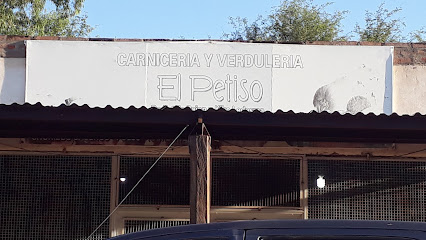 CARNICERIA Y VERDULERIA
El Petiso